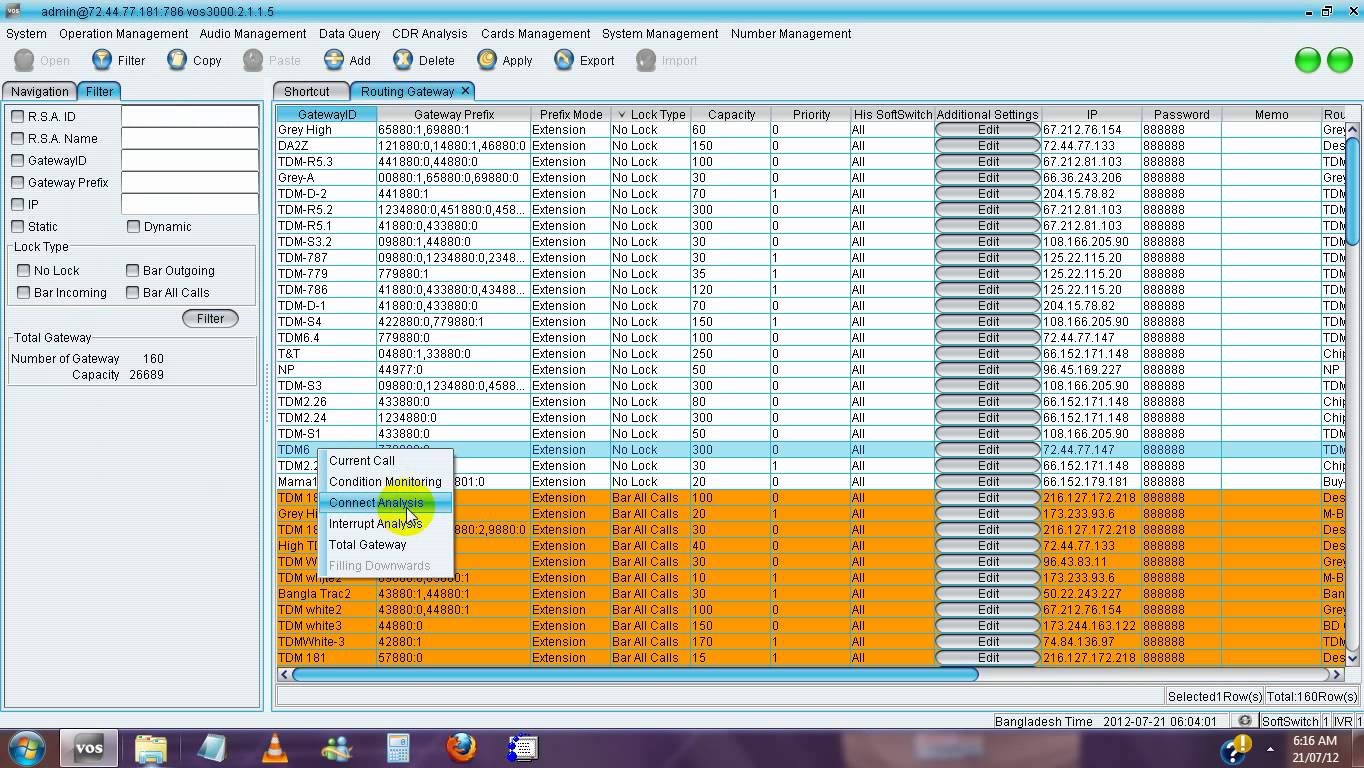 admin@72.44.77.181:786 vos3000.2.1.1.5
System Operation Management Audio Management Data Query CDR Analysis Cards Management System Management Number Management
Open Filter Copy Paste Add Delete Apply Export Import
Navigation Filter
R.S.A. ID
R.S.A. Name
GatewayID
Gateway Prefix
IP
Static Dynamic
Lock Type
No Lock Bar Outgoing
Bar Incoming Bar All Calls
Filter
Total Gateway
Number of Gateway 160
Capacity 26689
Shortcut Routing Gateway
GatewayID Gateway Prefix Prefix Mode Lock Type Capacity Priority His SoftSwitch Additional Settings IP Password Memo Rou
Grey High 65880:1,69880:1 Extension No Lock 60 0 All Edit 67.212.76.154 888888 Grey
DA2Z 121880:0,14880:1,46880:0 Extension No Lock 150 0 All Edit 72.44.77.133 888888 Des
TDM-R5.3 441880:0,44880:0 Extension No Lock 100 0 All Edit 67.212.81.103 888888 TDM
Grey-A 00880:1,65880:0,69880:0 Extension No Lock 30 0 All Edit 66.36.243.206 888888 Grey
TDM-D-2 441880:1 Extension No Lock 70 1 All Edit 204.15.78.82 888888 TDM
TDM-R5.2 1234880:0,451880:0,458... Extension No Lock 300 0 All Edit 67.212.81.103 888888 TDM
TDM-R5.1 41880:0,433880:0 Extension No Lock 300 0 All Edit 67.212.81.103 888888 TDM
TDM-S3.2 09880:1,44880:0 Extension No Lock 30 0 All Edit 108.166.205.90 888888 TDM
TDM-787 09880:1,1234880:0,2348... Extension No Lock 30 1 All Edit 125.22.115.20 888888 TDM
TDM-779 779880:1 Extension No Lock 35 1 All Edit 125.22.115.20 888888 TDM
TDM-786 41880:0,433880:0,43488... Extension No Lock 120 1 All Edit 125.22.115.20 888888 TDM
TDM-D-1 41880:0,433880:0 Extension No Lock 70 0 All Edit 204.15.78.82 888888 TDM
TDM-S4 422880:0,779880:1 Extension No Lock 150 1 All Edit 108.166.205.90 888888 TDM
TDM6.4 779880:0 Extension No Lock 100 0 All Edit 72.44.77.147 888888 TDM
T&T 04880:1,33880:0 Extension No Lock 250 0 All Edit 66.152.171.148 888888 Chip
NP 44977:0 Extension No Lock 50 0 All Edit 96.45.169.227 888888 NP
TDM-S3 09880:0,1234880:0,4588... Extension No Lock 300 0 All Edit 108.166.205.90 888888 TDM
TDM2.26 433880:0 Extension No Lock 80 0 All Edit 66.152.171.148 888888 Chip
TDM2.24 1234880:0 Extension No Lock 300 0 All Edit 66.152.171.148 888888 Chip
TDM-S1 433880:0 Extension No Lock 50 0 All Edit 108.166.205.90 888888 TDM
TDM6 Extension No Lock 300 0 All Edit 72.44.77.147 888888 TDM
TDM2.2 Extension No Lock 30 1 All Edit 66.152.171.148 888888 Chip
Mama1 801:0 Extension No Lock 20 0 All Edit 66.152.179.181 888888 Buy-
TDM 18 Extension Bar All Calls 100 0 All Edit 216.127.172.218 888888 Des
Grey Hi Extension Bar All Calls 20 1 All Edit 173.233.93.6 888888 M-B
TDM 18 880:2,9880:0 Extension Bar All Calls 30 0 All Edit 216.127.172.218 888888 Des
High TD Extension Bar All Calls 40 0 All Edit 72.44.77.133 888888 Des
TDM W Extension Bar All Calls 30 0 All Edit 96.43.83.11 888888 Grey
TDM white2 Extension Bar All Calls 10 1 All Edit 173.233.93.6 888888 M-B
Bangla Trac2 43880:1,44880:1 Extension Bar All Calls 30 1 All Edit 50.22.243.227 888888 Ban
TDM white2 43880:0,44880:1 Extension Bar All Calls 100 0 All Edit 67.212.76.154 888888 Grey
TDM white3 44880:0 Extension Bar All Calls 150 0 All Edit 173.244.163.122 888888 BD
TDMWhite-3 42880:1 Extension Bar All Calls 170 1 All Edit 74.84.136.97 888888 TDM
TDM 181 57880:0 Extension Bar All Calls 15 1 All Edit 216.127.172.218 888888 Des
Current Call
Condition Monitoring
Connect Analysis
Interrupt Analysis
Total Gateway
Filling Downwards
Selected1Row(s) Total:160Row(s)
Bangladesh Time 2012-07-21 06:04:01 SoftSwitch 1 IVR
vos
6:16 AM
21/07/12